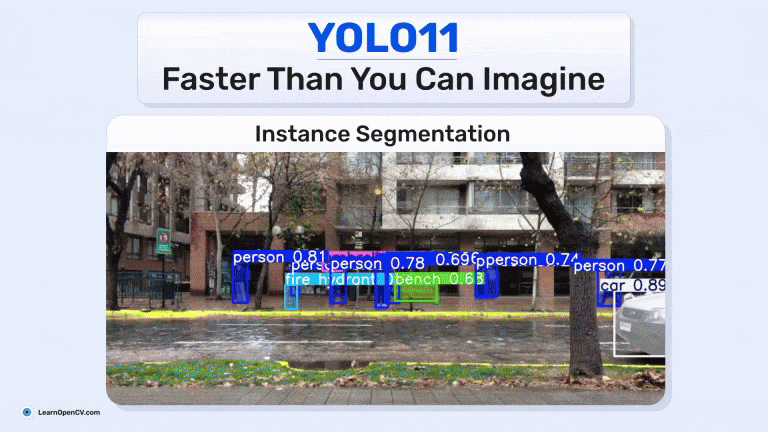 YOLO11
Faster Than You Can Imagine
Instance Segmentation
person 0.81
person 0.78
0.69
person 0.74
person 0.77
fire hydrant
bench 0.63
car 0.89
LearnOpenCV.com